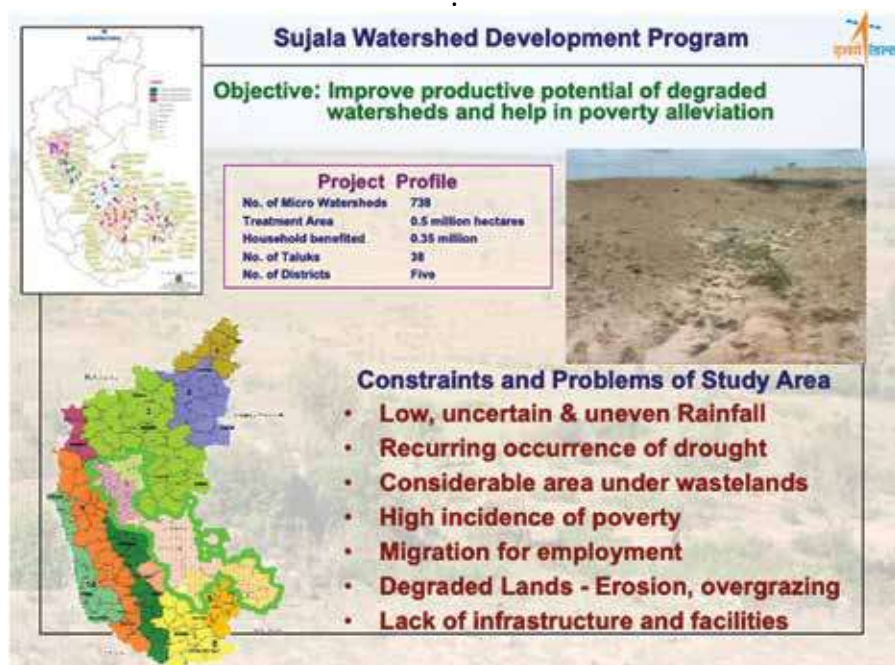 Sujala Watershed Development Program
Objective: Improve productive potential of degraded
watersheds and help in poverty alleviation
Project Profile
No. of Micro Watersheds 738
Treatment Area 0.5 million hectares
Household benefited 0.35 million
No. of Taluks 38
No. of Districts Five
Constraints and Problems of Study Area
• Low, uncertain & uneven Rainfall
• Recurring occurrence of drought
• Considerable area under wastelands
• High incidence of poverty
• Migration for employment
• Degraded Lands - Erosion, overgrazing
• Lack of infrastructure and facilities